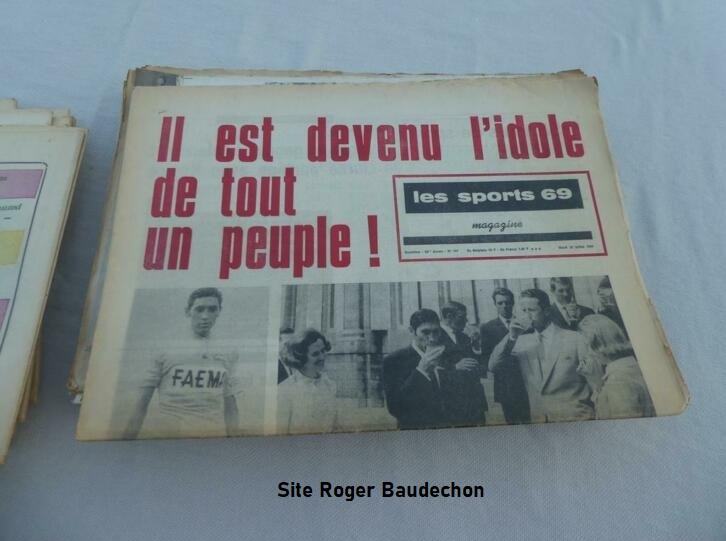 Il est devenu l'idole
de tout
un peuple !
les sports 69
magazine
FAEMA
Site Roger Baudechon